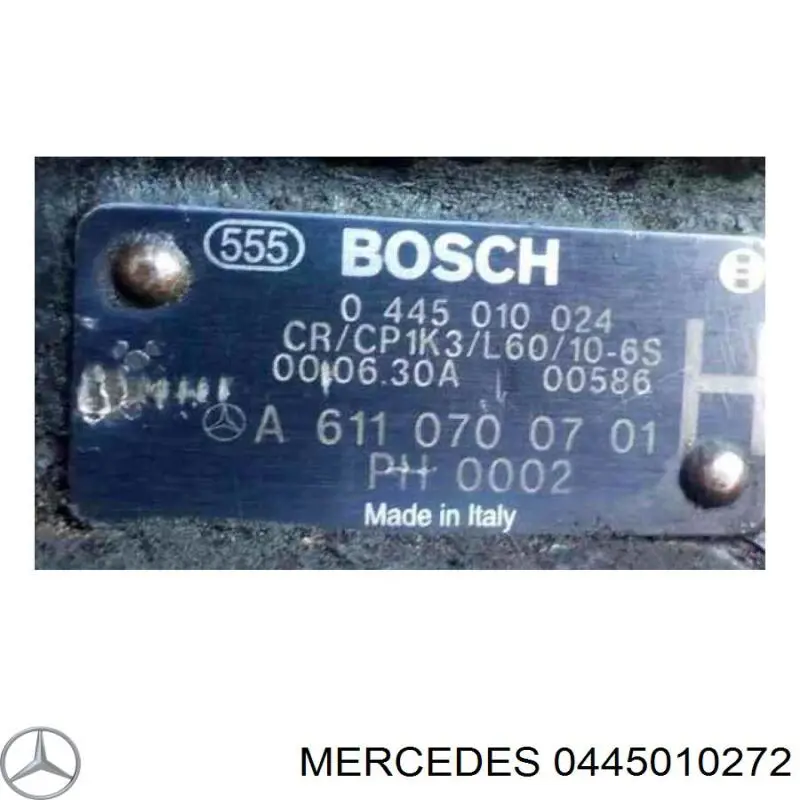 555 BOSCH
0 445 010 024
CR/CP1K3/L60/10-6S
00.06.30A 00586
H
A 611 070 07 01
PH 0002
Made in Italy
MERCEDES 0445010272